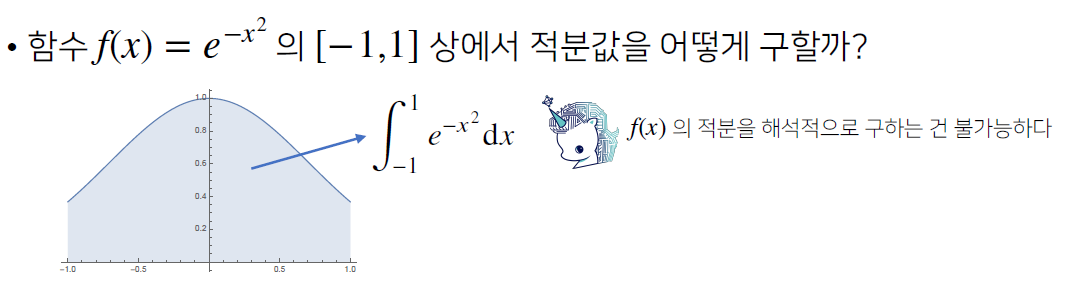 • 함수 f(x) = e^{-x^2} 의 [−1,1] 상에서 적분값을 어떻게 구할까?
∫_{-1}^{1} e^{-x^2} dx
f(x) 의 적분을 해석적으로 구하는 건 불가능하다
1.0
0.8
0.6
0.4
0.2
−1.0 −0.5 0.5 1.0